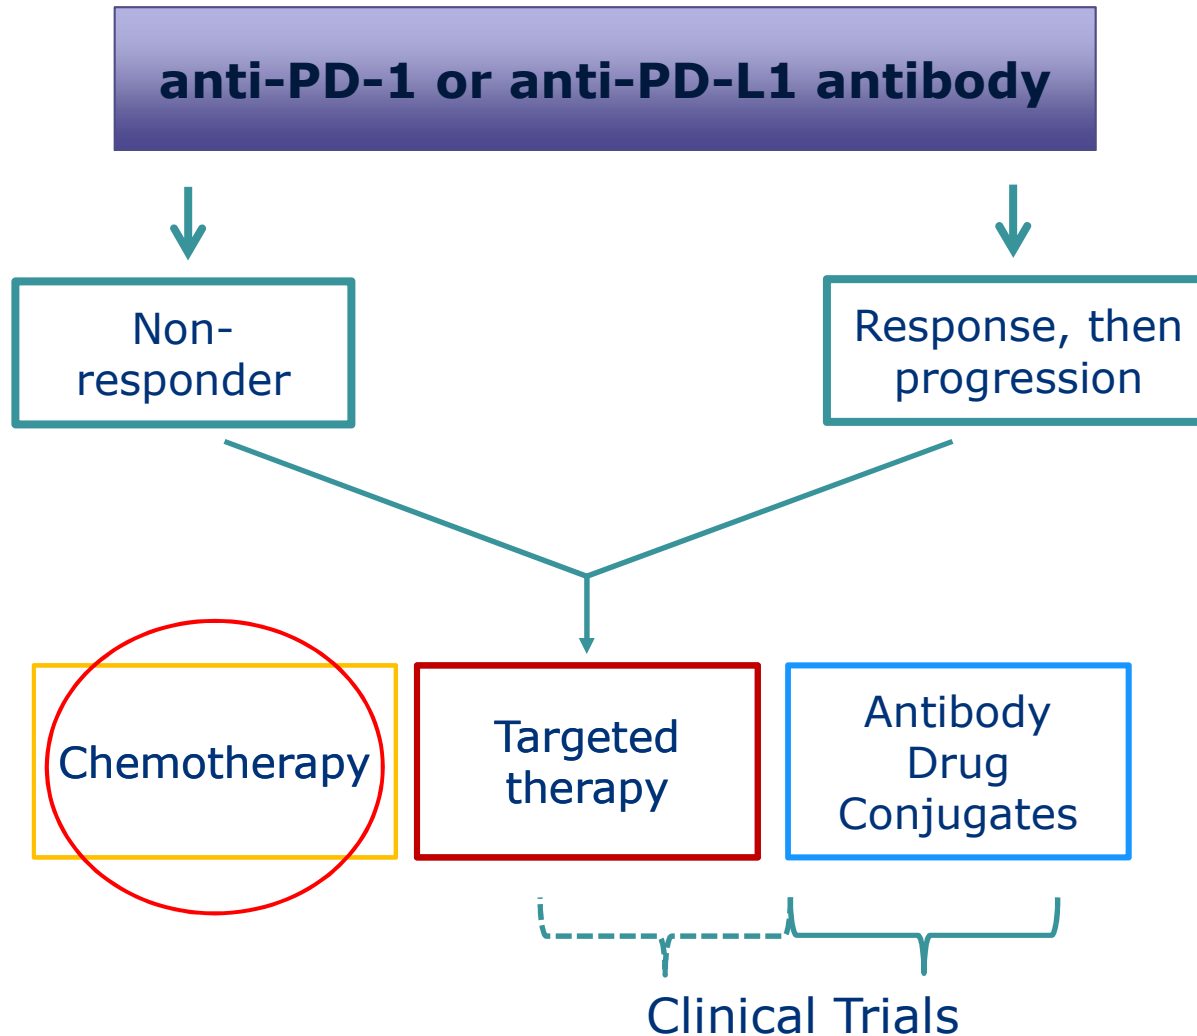 anti-PD-1 or anti-PD-L1 antibody
Non-
responder
Response, then
progression
Chemotherapy
Targeted
therapy
Antibody
Drug
Conjugates
Clinical Trials